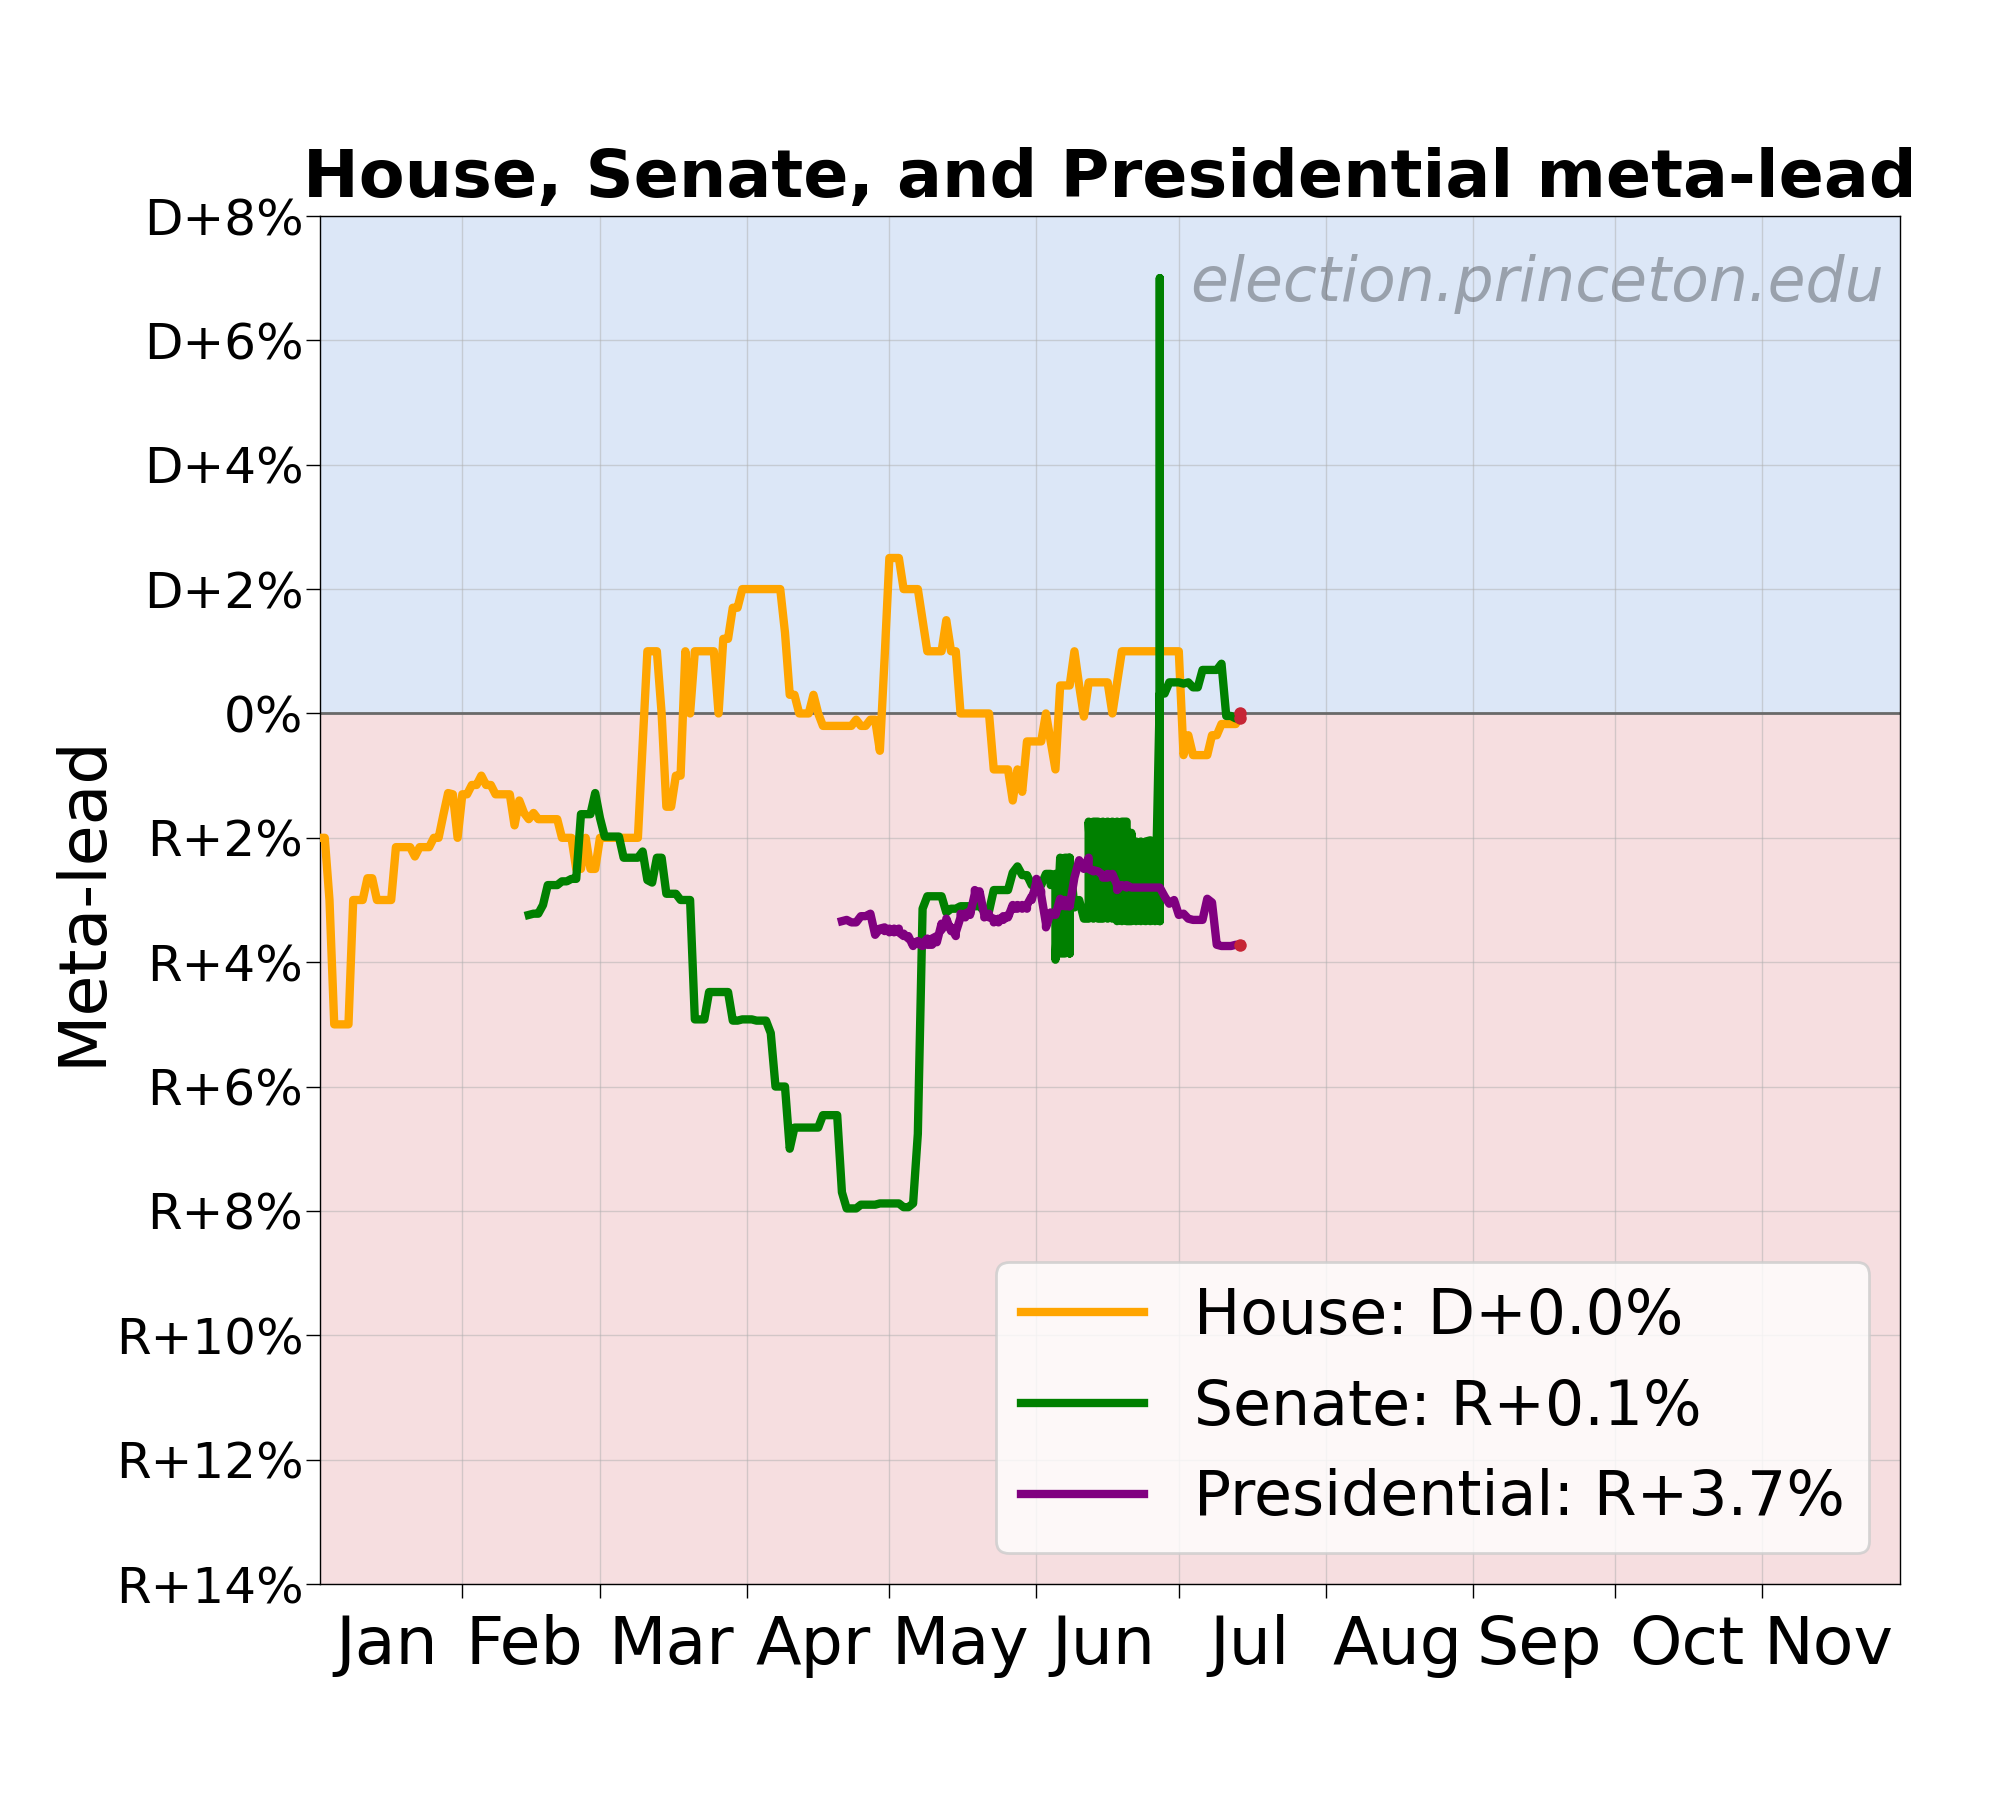 House, Senate, and Presidential meta-lead
election.princeton.edu
Meta-lead
D+8%
D+6%
D+4%
D+2%
0%
R+2%
R+4%
R+6%
R+8%
R+10%
R+12%
R+14%
House: D+0.0%
Senate: R+0.1%
Presidential: R+3.7%
Jan Feb Mar Apr May Jun Jul Aug Sep Oct Nov